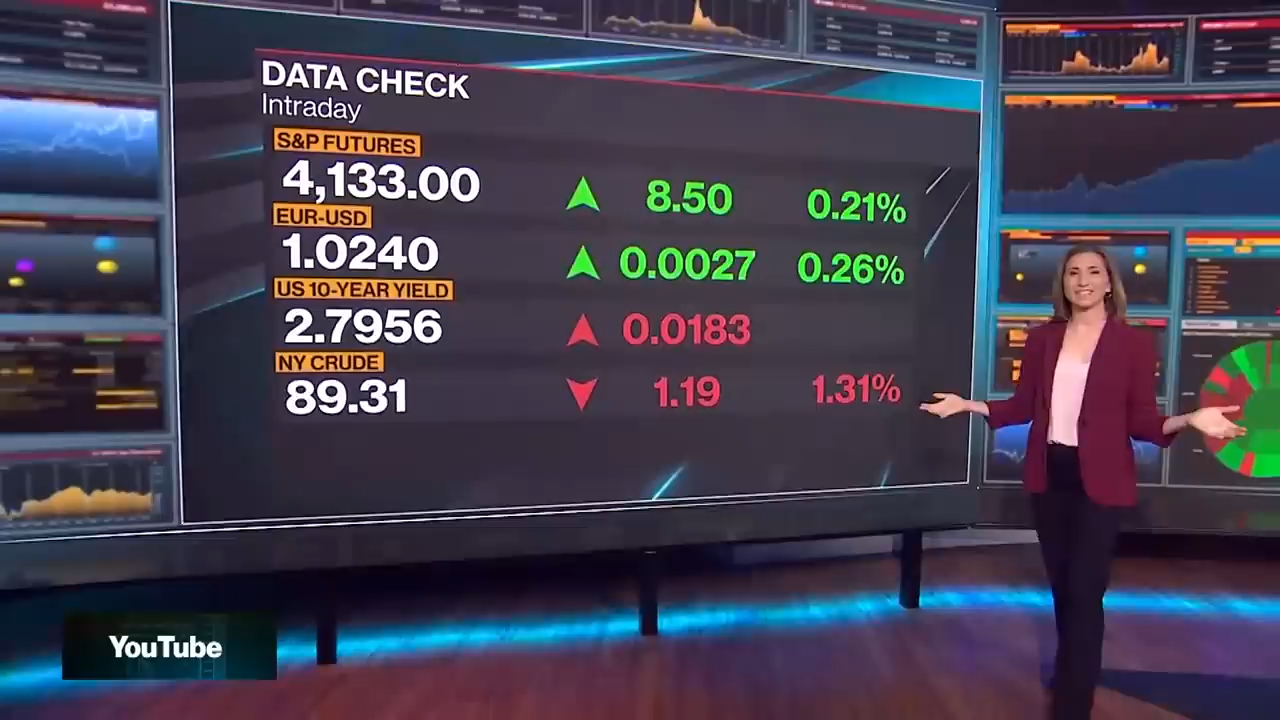 DATA CHECK
Intraday
S&P FUTURES
4,133.00 8.50 0.21%
EUR-USD
1.0240 0.0027 0.26%
US 10-YEAR YIELD
2.7956 0.0183
NY CRUDE
89.31 1.19 1.31%
YouTube